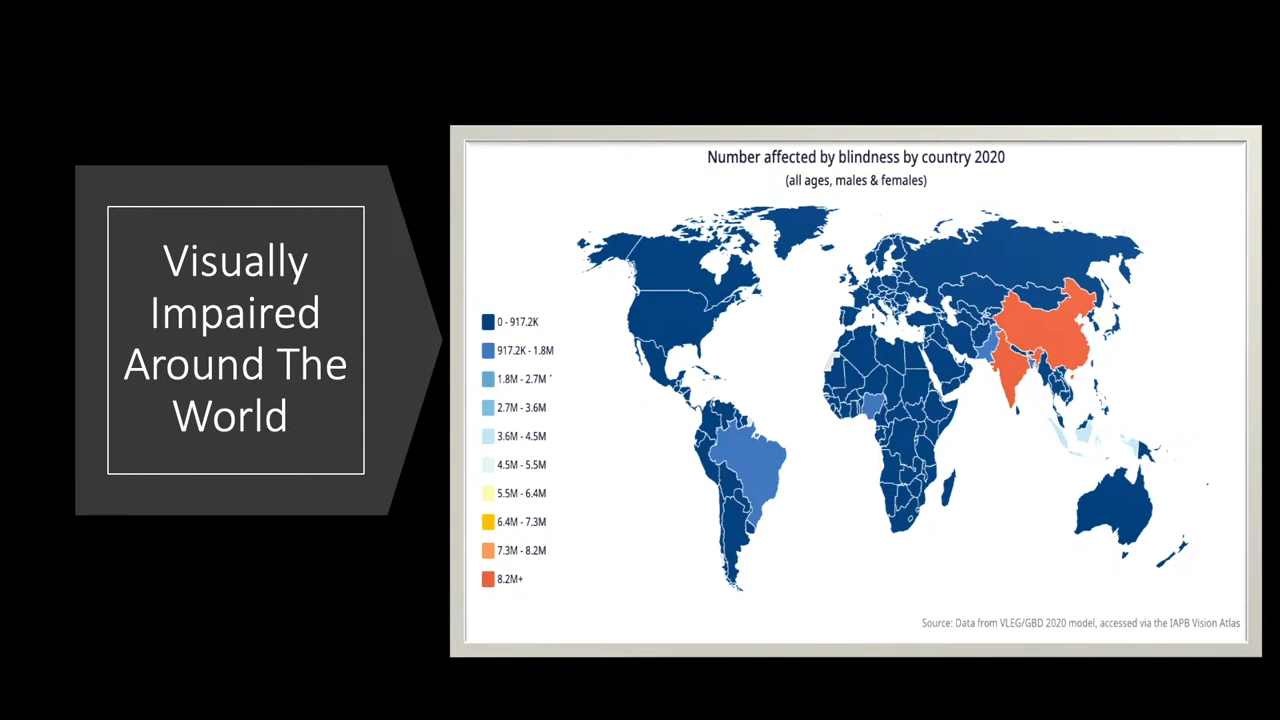 Visually
Impaired
Around The
World
Number affected by blindness by country 2020
(all ages, males & females)
0 - 917.2K
917.2K - 1.8M
1.8M - 2.7M
2.7M - 3.6M
3.6M - 4.5M
4.5M - 5.5M
5.5M - 6.4M
6.4M - 7.3M
7.3M - 8.2M
8.2M+
Source: Data from VLEG/GBD 2020 model, accessed via the IAPB Vision Atlas